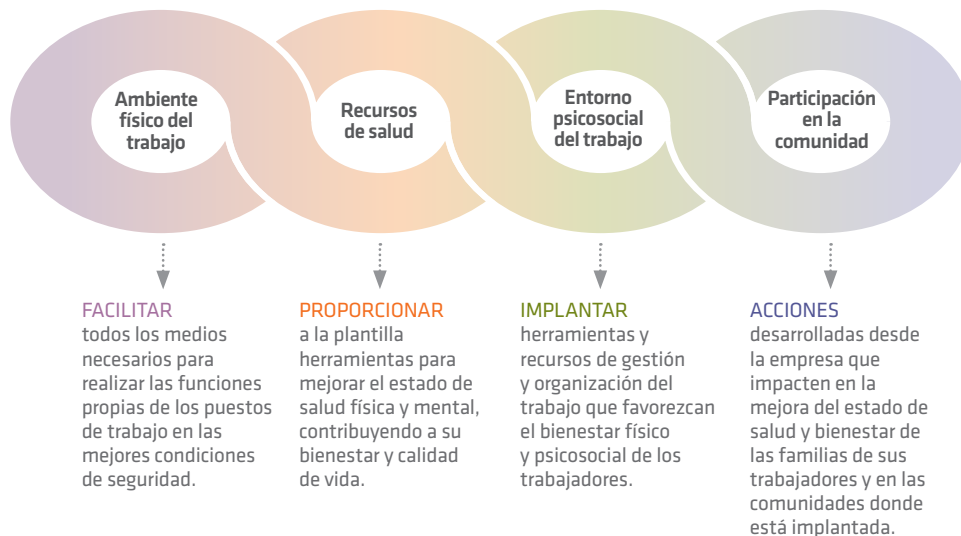 Ambiente
físico del
trabajo
Recursos
de salud
Entorno
psicosocial
del trabajo
Participación
en la
comunidad
FACILITAR
todos los medios
necesarios para
realizar las funciones
propias de los puestos
de trabajo en las
mejores condiciones
de seguridad.
PROPORCIONAR
a la plantilla
herramientas para
mejorar el estado de
salud física y mental,
contribuyendo a su
bienestar y calidad
de vida.
IMPLANTAR
herramientas y
recursos de gestión
y organización del
trabajo que favorezcan
el bienestar físico
y psicosocial de los
trabajadores.
ACCIONES
desarrolladas desde
la empresa que
impacten en la
mejora del estado de
salud y bienestar de
las familias de sus
trabajadores y en las
comunidades donde
está implantada.